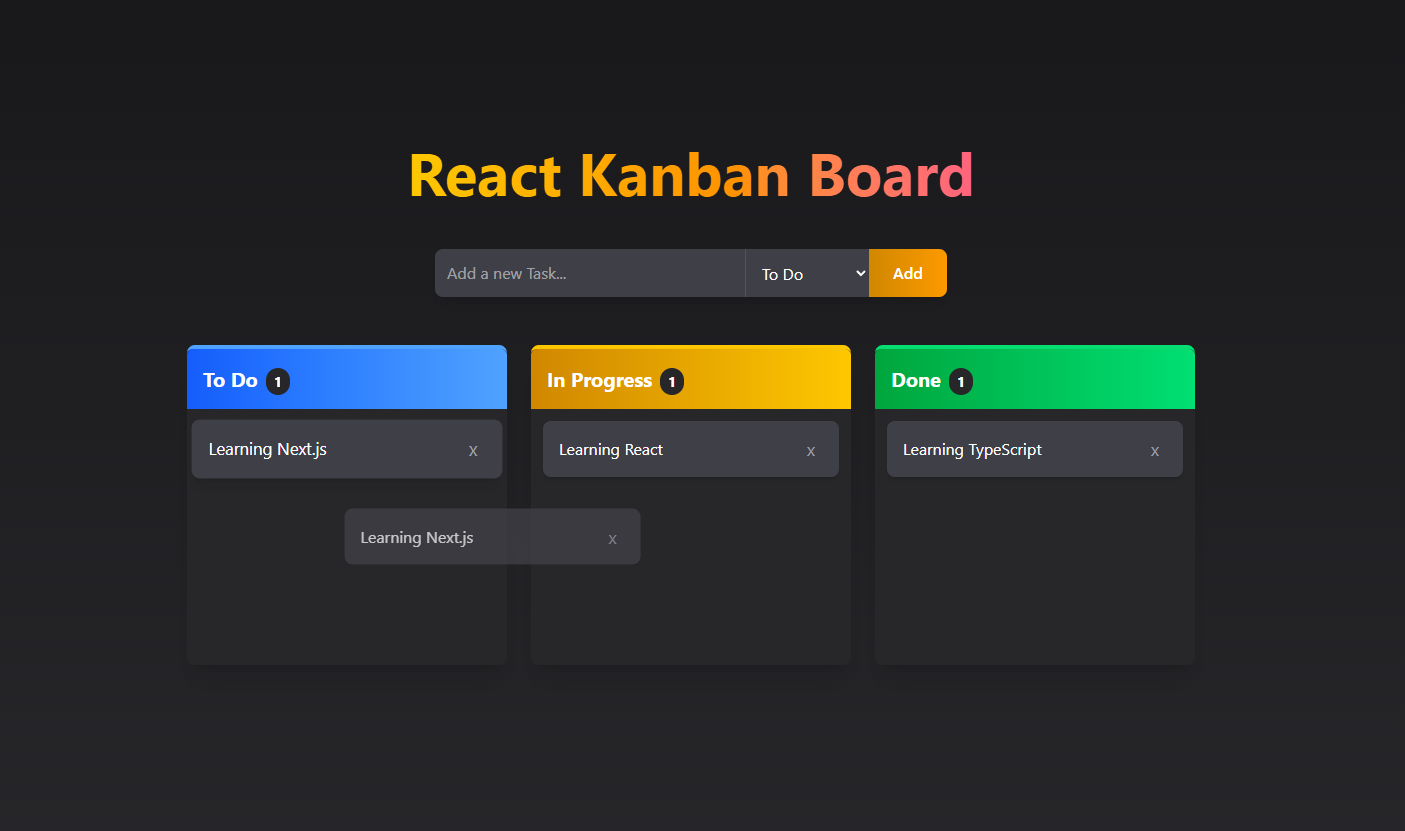 React Kanban Board
Add a new Task...
To Do
Add
To Do 1
In Progress 1
Done 1
Learning Next.js x
Learning React x
Learning TypeScript x
Learning Next.js x